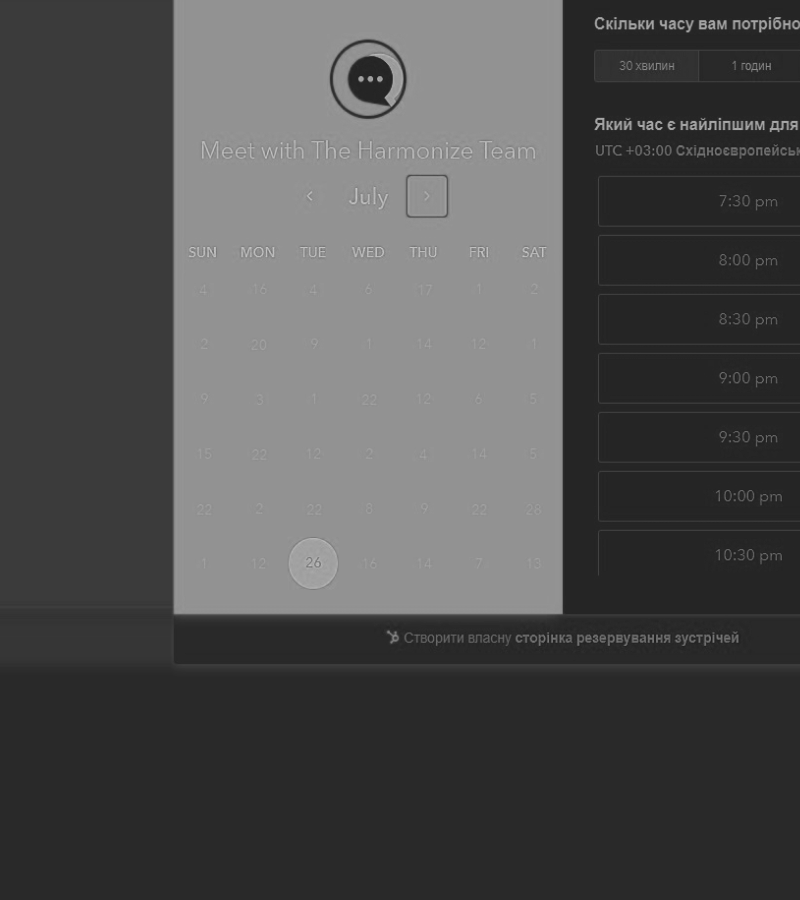 Meet with The Harmonize Team
July
SUN MON TUE WED THU FRI SAT
4 16 4 6 17 1 2
2 20 9 1 14 12 1
9 3 1 22 12 6 5
15 22 12 2 4 14 5
22 2 22 8 9 22 28
1 12 26 16 14 7 13
Скільки часу вам потрібно
30 хвилин 1 годин
Який час є найліпшим для
UTC +03:00 Східноєвропейськ
7:30 pm
8:00 pm
8:30 pm
9:00 pm
9:30 pm
10:00 pm
10:30 pm
Створити власну сторінка резервування зустрічей